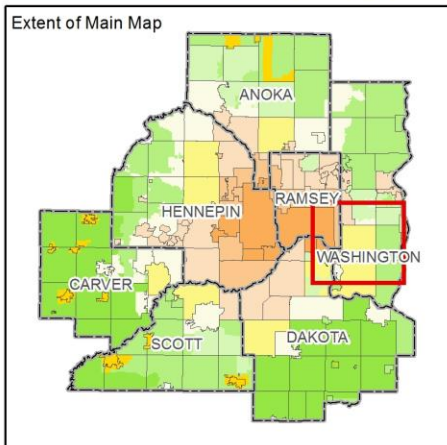 Extent of Main Map
ANOKA
HENNEPIN
RAMSEY
WASHINGTON
CARVER
SCOTT
DAKOTA